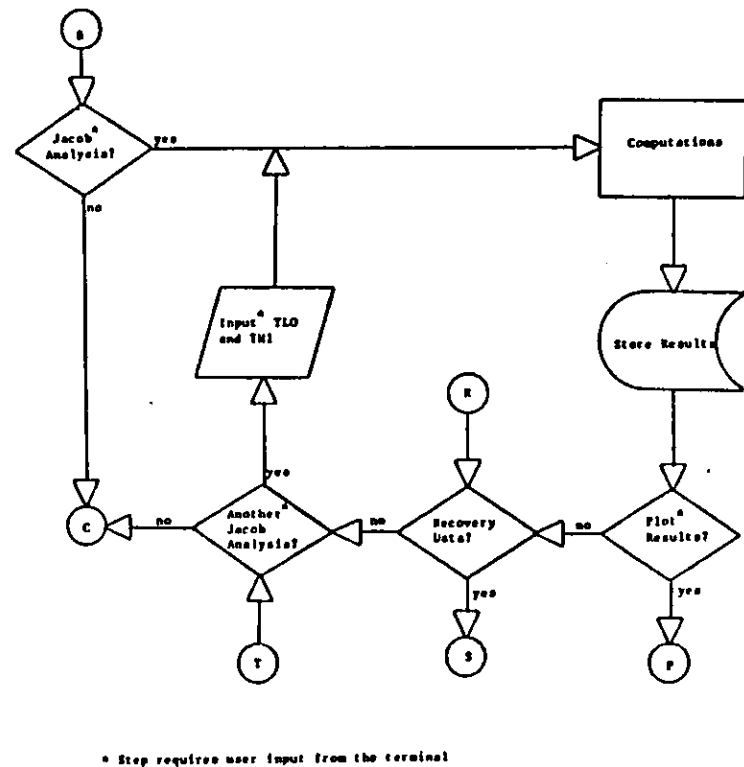 B
Jacob*
Analysis?
yes
no
Computations
Input* TLO
and THI
Store Results
R
yes
C
no
Another*
Jacob
Analysis?
no
Recovery
Data?
no
Plot*
Results?
yes
yes
T
S
P
* Step requires user input from the terminal